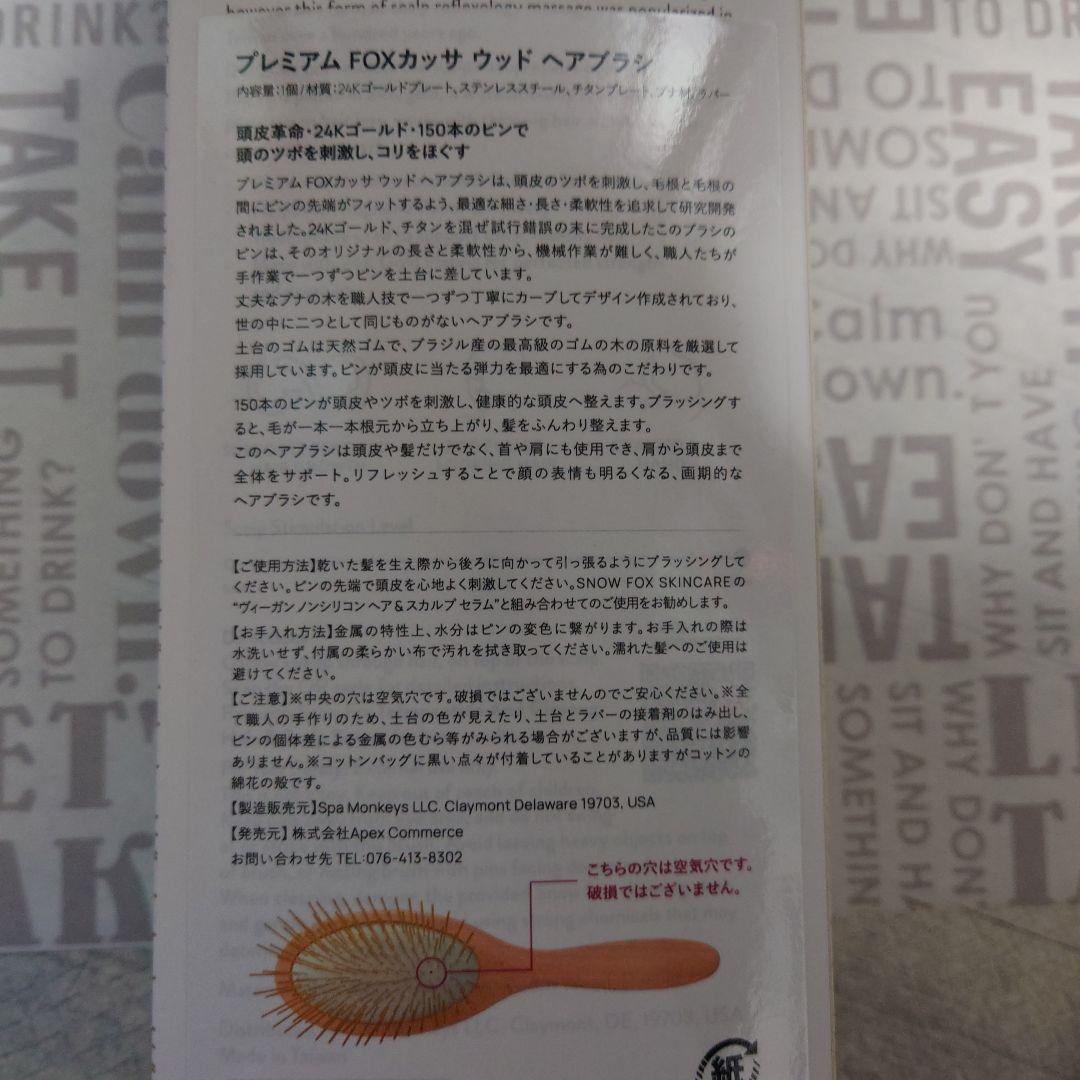 however this form of scalp reflexology massage was popularized in
プレミアム FOXカッサ ウッド ヘアブラシ
内容量:1個/材質:24Kゴールドプレート、ステンレススチール、チタンプレート、ブナ材、ラバー
頭皮革命・24Kゴールド・150本のピンで
頭のツボを刺激し、コリをほぐす
プレミアム FOXカッサ ウッド ヘアブラシは、頭皮のツボを刺激し、毛根と毛根の
間にピンの先端がフィットするよう、最適な細さ・長さ・柔軟性を追求して研究開発
されました。24Kゴールド、チタンを混ぜ試行錯誤の末に完成したこのブラシの
ピンは、そのオリジナルの長さと柔軟性から、機械作業が難しく、職人たちが
手作業で一つずつピンを土台に差しています。
丈夫なブナの木を職人技で一つずつ丁寧にカーブしてデザイン作成されており、
世の中に二つとして同じものがないヘアブラシです。
土台のゴムは天然ゴムで、ブラジル産の最高級のゴムの木の原料を厳選して
採用しています。ピンが頭皮に当たる弾力を最適にする為のこだわりです。
150本のピンが頭皮やツボを刺激し、健康的な頭皮へ整えます。ブラッシングす
ると、毛が一本一本根元から立ち上がり、髪をふんわり整えます。
このヘアブラシは頭皮や髪だけでなく、首や肩にも使用でき、肩から頭皮まで
全体をサポート。リフレッシュすることで顔の表情も明るくなる、画期的な
ヘアブラシです。
【ご使用方法】乾いた髪を生え際から後ろに向かって引っ張るようにブラッシングして
ください。ピンの先端で頭皮を心地よく刺激してください。SNOW FOX SKINCAREの
"ヴィーガン ノンシリコン ヘア&スカルプ セラム"と組み合わせてのご使用をお勧めします。
【お手入れ方法】金属の特性上、水分はピンの変色に繋がります。お手入れの際は
水洗いせず、付属の柔らかい布で汚れを拭き取ってください。濡れた髪へのご使用は
避けてください。
【ご注意】※中央の穴は空気穴です。破損ではございませんのでご安心ください。※全
て職人の手作りのため、土台の色が見えたり、土台とラバーの接着剤のはみ出し、
ピンの個体差による金属の色むら等がみられる場合がございますが、品質には影響
ありません。※コットンバッグに黒い点々が付着していることがありますがコットンの
綿花の殻です。
【製造販売元】Spa Monkeys LLC. Claymont Delaware 19703, USA
【発売元】株式会社Apex Commerce
お問い合わせ先 TEL:076-413-8302
こちらの穴は空気穴です。
破損ではございません。
Made in Taiwan
紙
TO DRINK?
TAKE IT
Calm down.
SOMETHING
TO DRINK?
TO DRINK?
SOMETHING
SIT AND
WHY DON'T
EASY
WHY DON'T YOU
SIT AND HAVE
SOMETHIN
SIT AND HA
WHY DON'